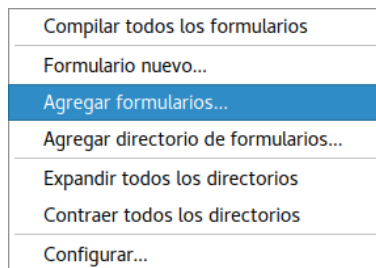 Compilar todos los formularios
Formulario nuevo...
Agregar formularios...
Agregar directorio de formularios...
Expandir todos los directorios
Contraer todos los directorios
Configurar...